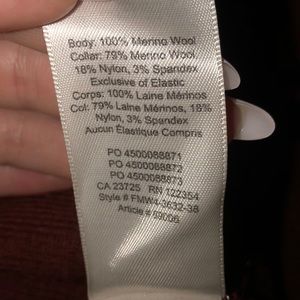 Body: 100% Merino Wool
Collar: 79% Merino Wool
18% Nylon, 3% Spandex
Exclusive of Elastic
Corps: 100% Laine Mérinos
Col: 79% Laine Mérinos, 18%
Nylon, 3% Spandex
Aucun Élastique Compris
PO 4500088871
PO 4500088872
PO 4500088873
CA 23725 RN 122354
Style # FMW4-3632-38
Article # 59006